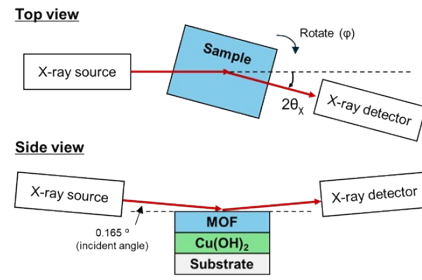 Top view
Sample
Rotate (φ)
X-ray source
2θχ
X-ray detector
Side view
X-ray source
X-ray detector
0.165 °
(incident angle)
MOF
Cu(OH)₂
Substrate